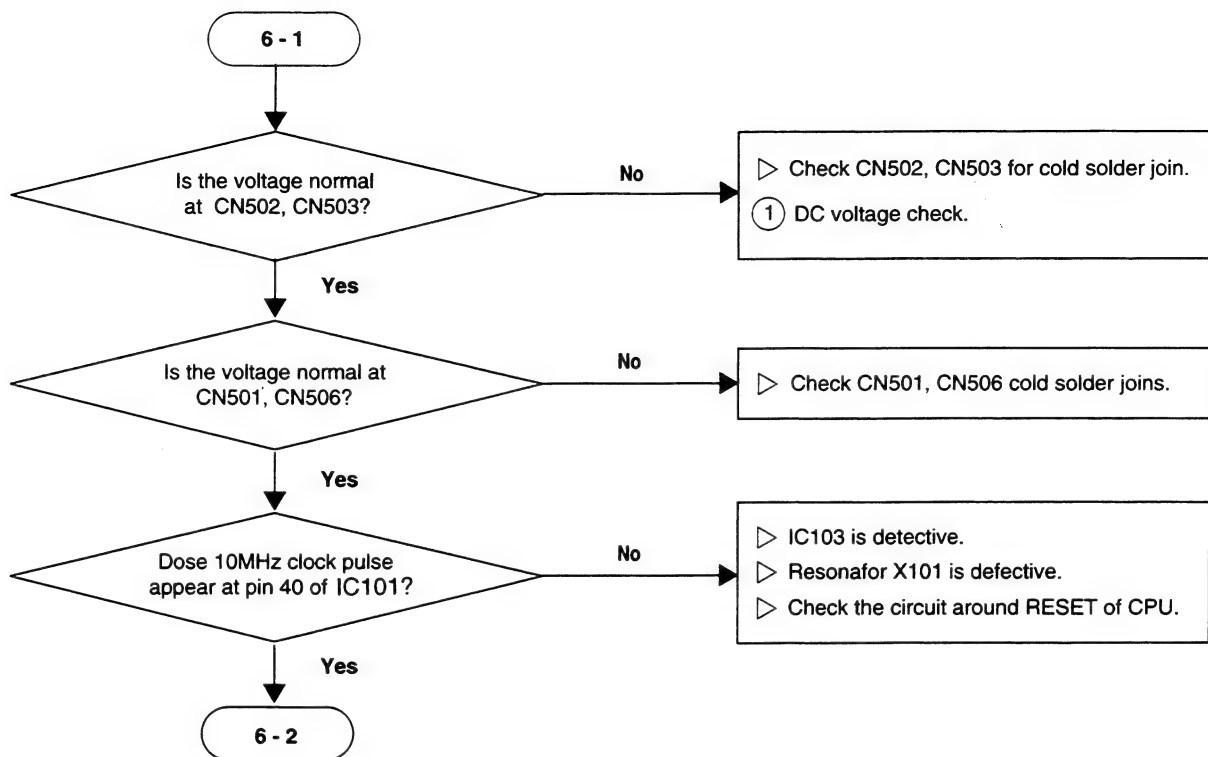 6 - 1
Is the voltage normal
at CN502, CN503?
No
▷ Check CN502, CN503 for cold solder join.
① DC voltage check.
Yes
Is the voltage normal at
CN501, CN506?
No
▷ Check CN501, CN506 cold solder joins.
Yes
Dose 10MHz clock pulse
appear at pin 40 of IC101?
No
▷ IC103 is detective.
▷ Resonafor X101 is defective.
▷ Check the circuit around RESET of CPU.
Yes
6 - 2